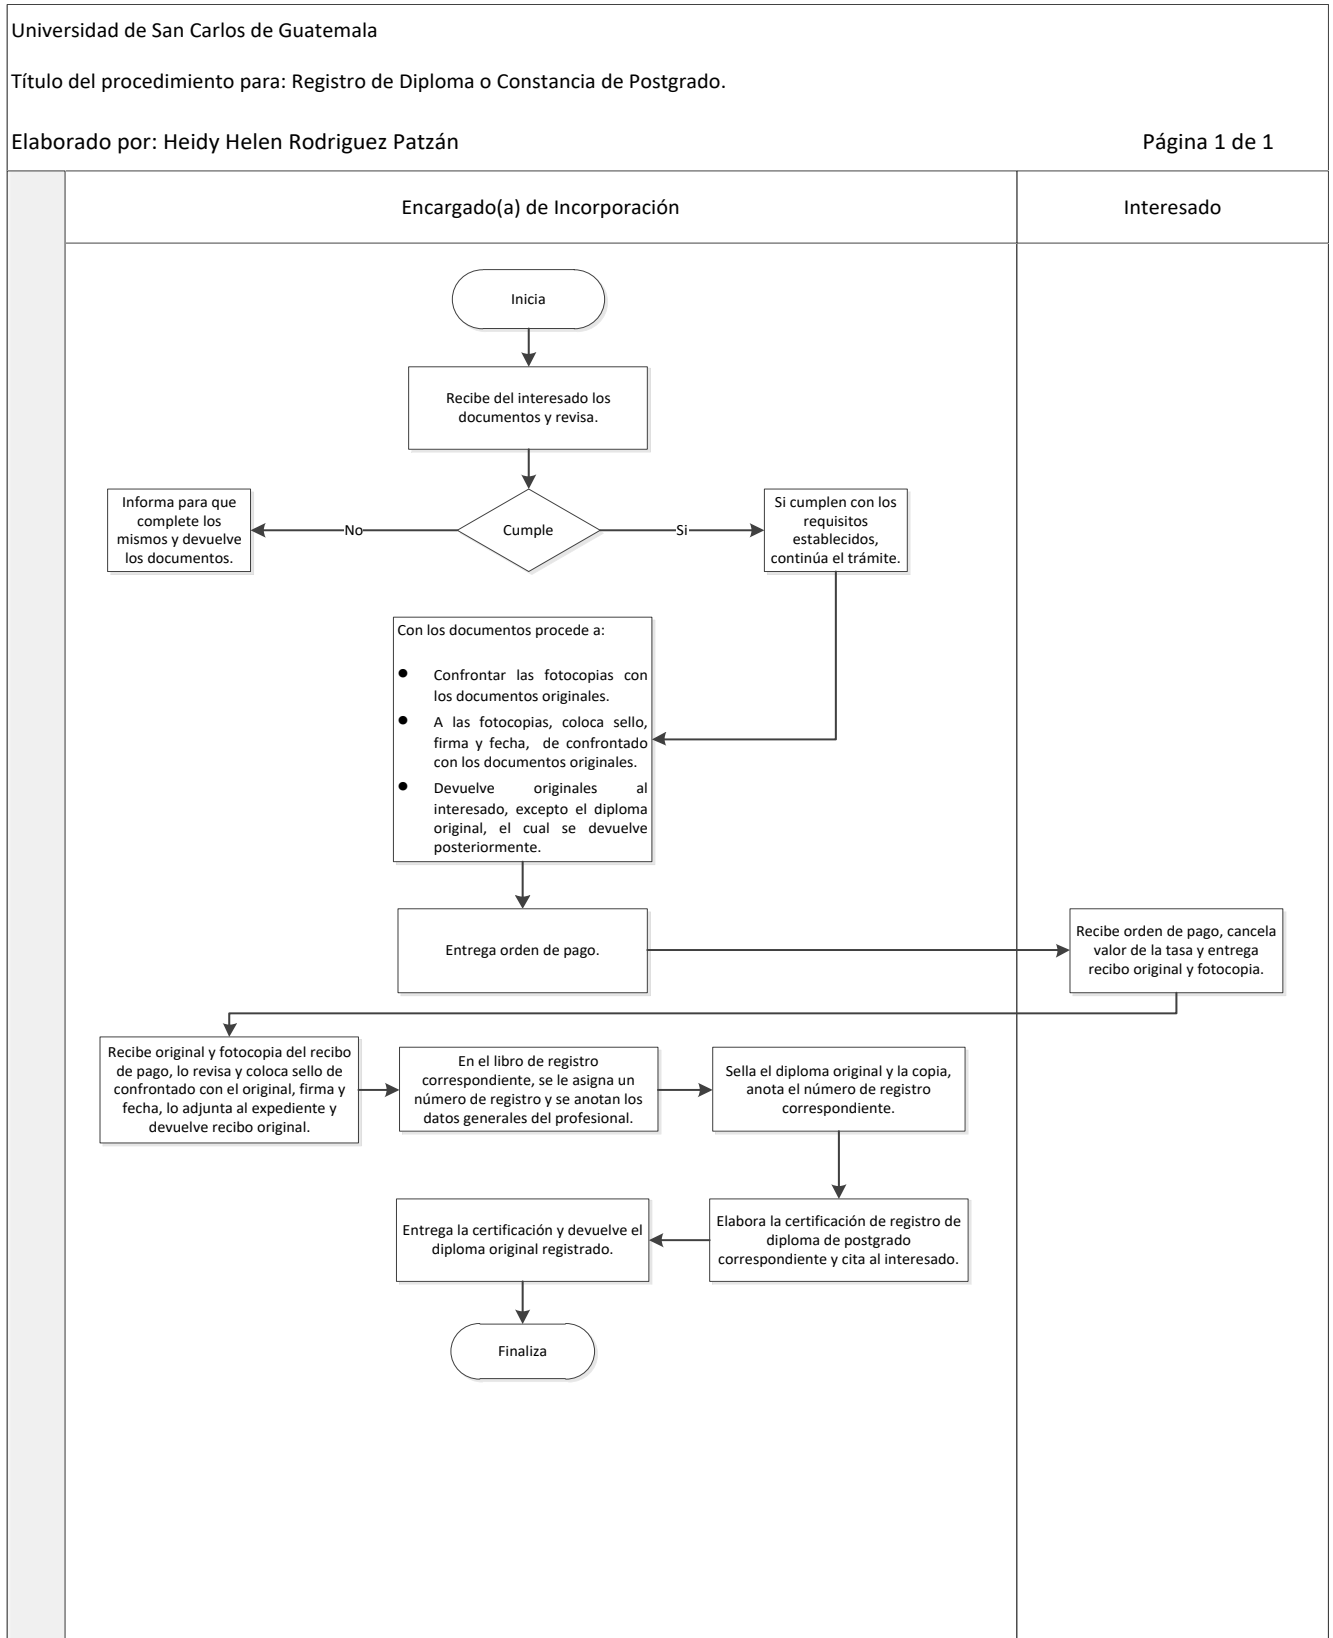 Universidad de San Carlos de Guatemala
Título del procedimiento para: Registro de Diploma o Constancia de Postgrado.
Elaborado por: Heidy Helen Rodriguez Patzán
Página 1 de 1
Encargado(a) de Incorporación
Interesado
Inicia
Recibe del interesado los
documentos y revisa.
Informa para que
complete los
mismos y devuelve
los documentos.
No
Cumple
Si
Si cumplen con los
requisitos
establecidos,
continúa el trámite.
Con los documentos procede a:
● Confrontar las fotocopias con
los documentos originales.
● A las fotocopias, coloca sello,
firma y fecha, de confrontado
con los documentos originales.
● Devuelve originales al
interesado, excepto el diploma
original, el cual se devuelve
posteriormente.
Entrega orden de pago.
Recibe orden de pago, cancela
valor de la tasa y entrega
recibo original y fotocopia.
Recibe original y fotocopia del recibo
de pago, lo revisa y coloca sello de
confrontado con el original, firma y
fecha, lo adjunta al expediente y
devuelve recibo original.
En el libro de registro
correspondiente, se le asigna un
número de registro y se anotan los
datos generales del profesional.
Sella el diploma original y la copia,
anota el número de registro
correspondiente.
Entrega la certificación y devuelve el
diploma original registrado.
Elabora la certificación de registro de
diploma de postgrado
correspondiente y cita al interesado.
Finaliza